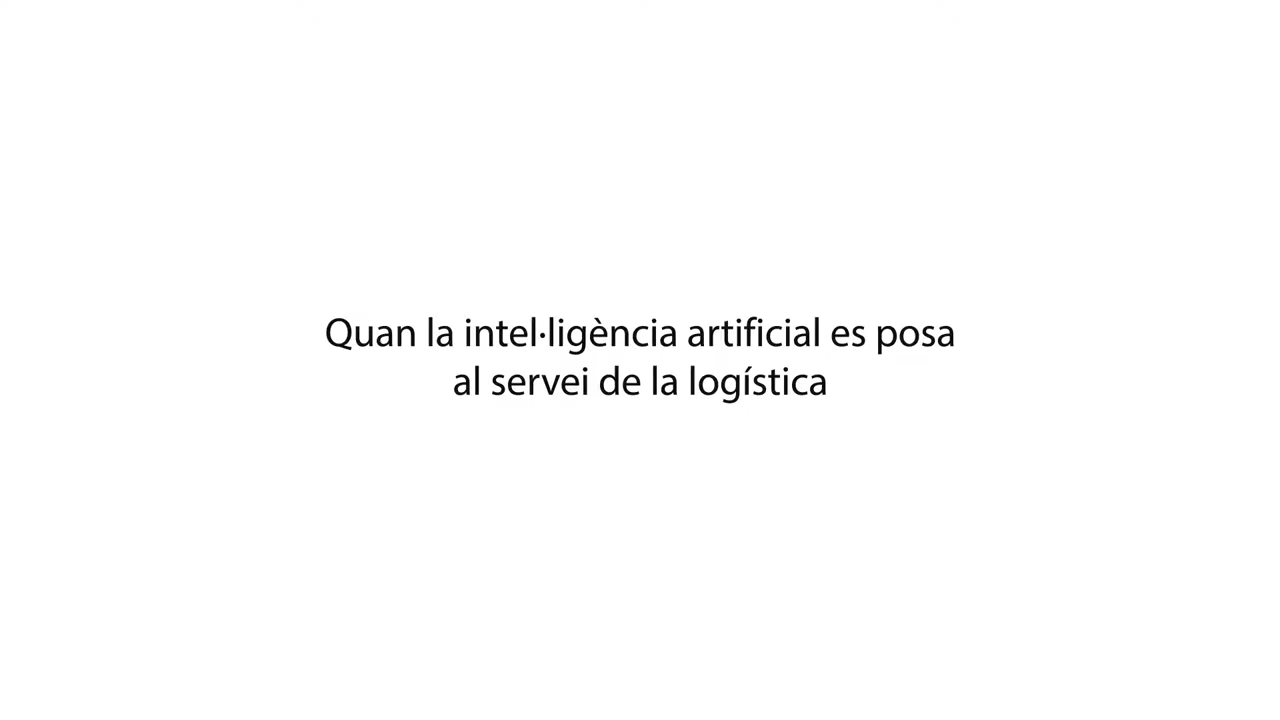 Quan la intel·ligència artificial es posa
al servei de la logística